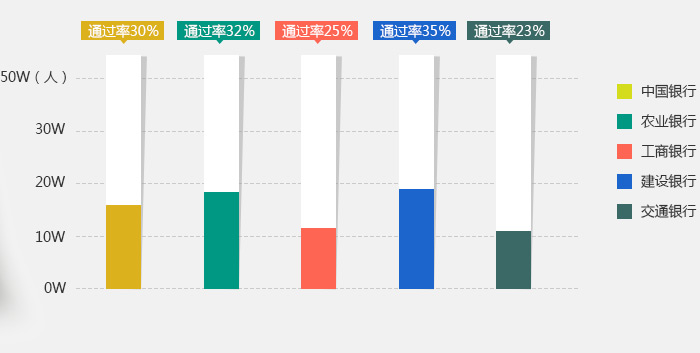 通过率30% 通过率32% 通过率25% 通过率35% 通过率23%
50W（人）
30W
20W
10W
0W
中国银行
农业银行
工商银行
建设银行
交通银行